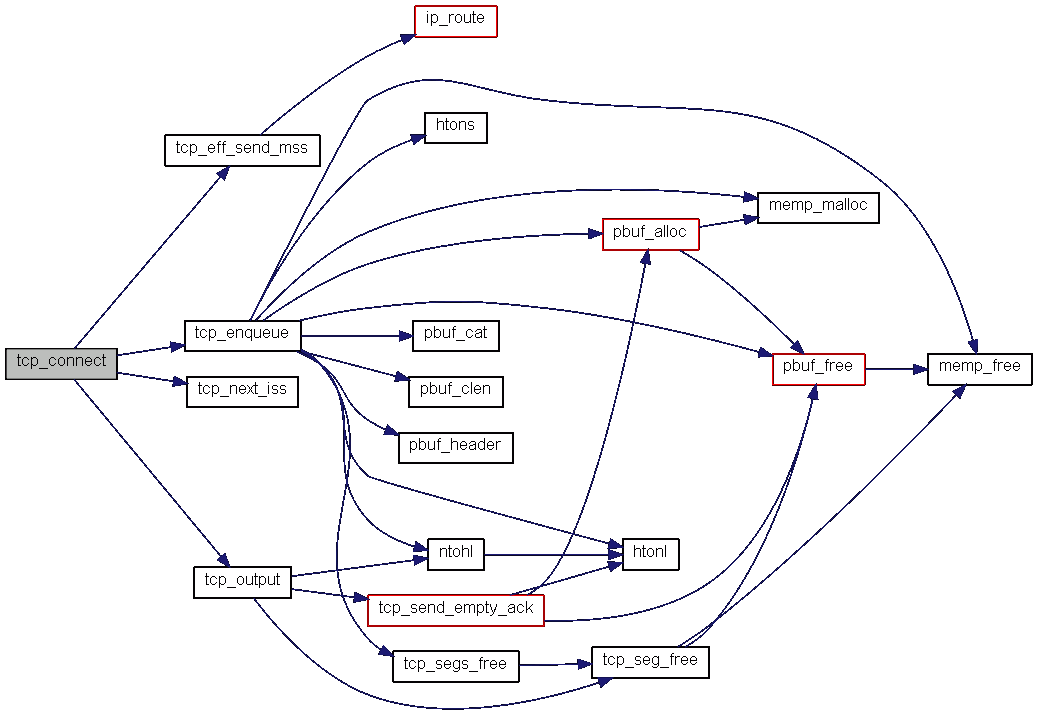 ip_route
htons
tcp_eff_send_mss
memp_malloc
pbuf_alloc
tcp_enqueue
pbuf_cat
tcp_connect
pbuf_free
memp_free
tcp_next_iss
pbuf_clen
pbuf_header
ntohl
htonl
tcp_output
tcp_send_empty_ack
tcp_segs_free
tcp_seg_free